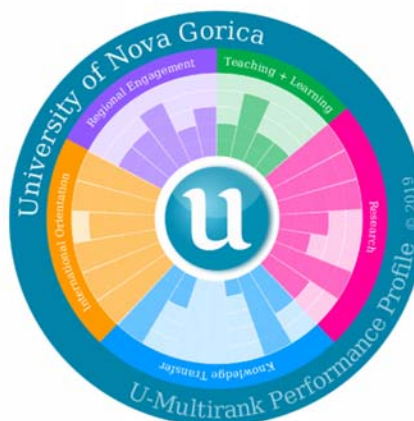 University of Nova Gorica
Teaching + Learning
Regional Engagement
Research
International Orientation
Knowledge Transfer
u
U-Multirank Performance Profile © 2019